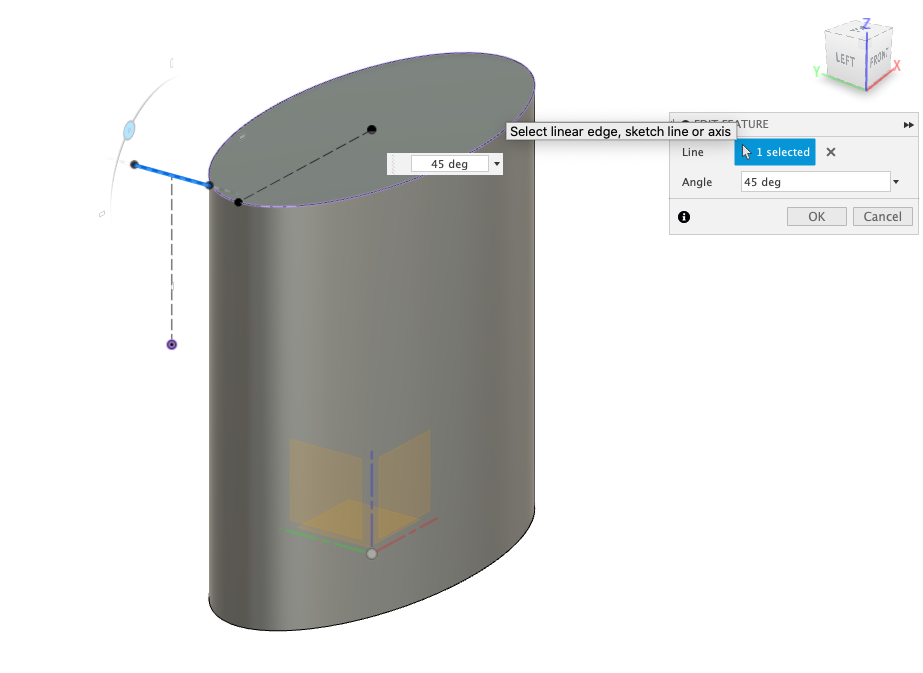 Z
LEFT
FRONT
Y
X
EDIT FEATURE
Select linear edge, sketch line or axis
Line
1 selected
45 deg
Angle
45 deg
OK
Cancel